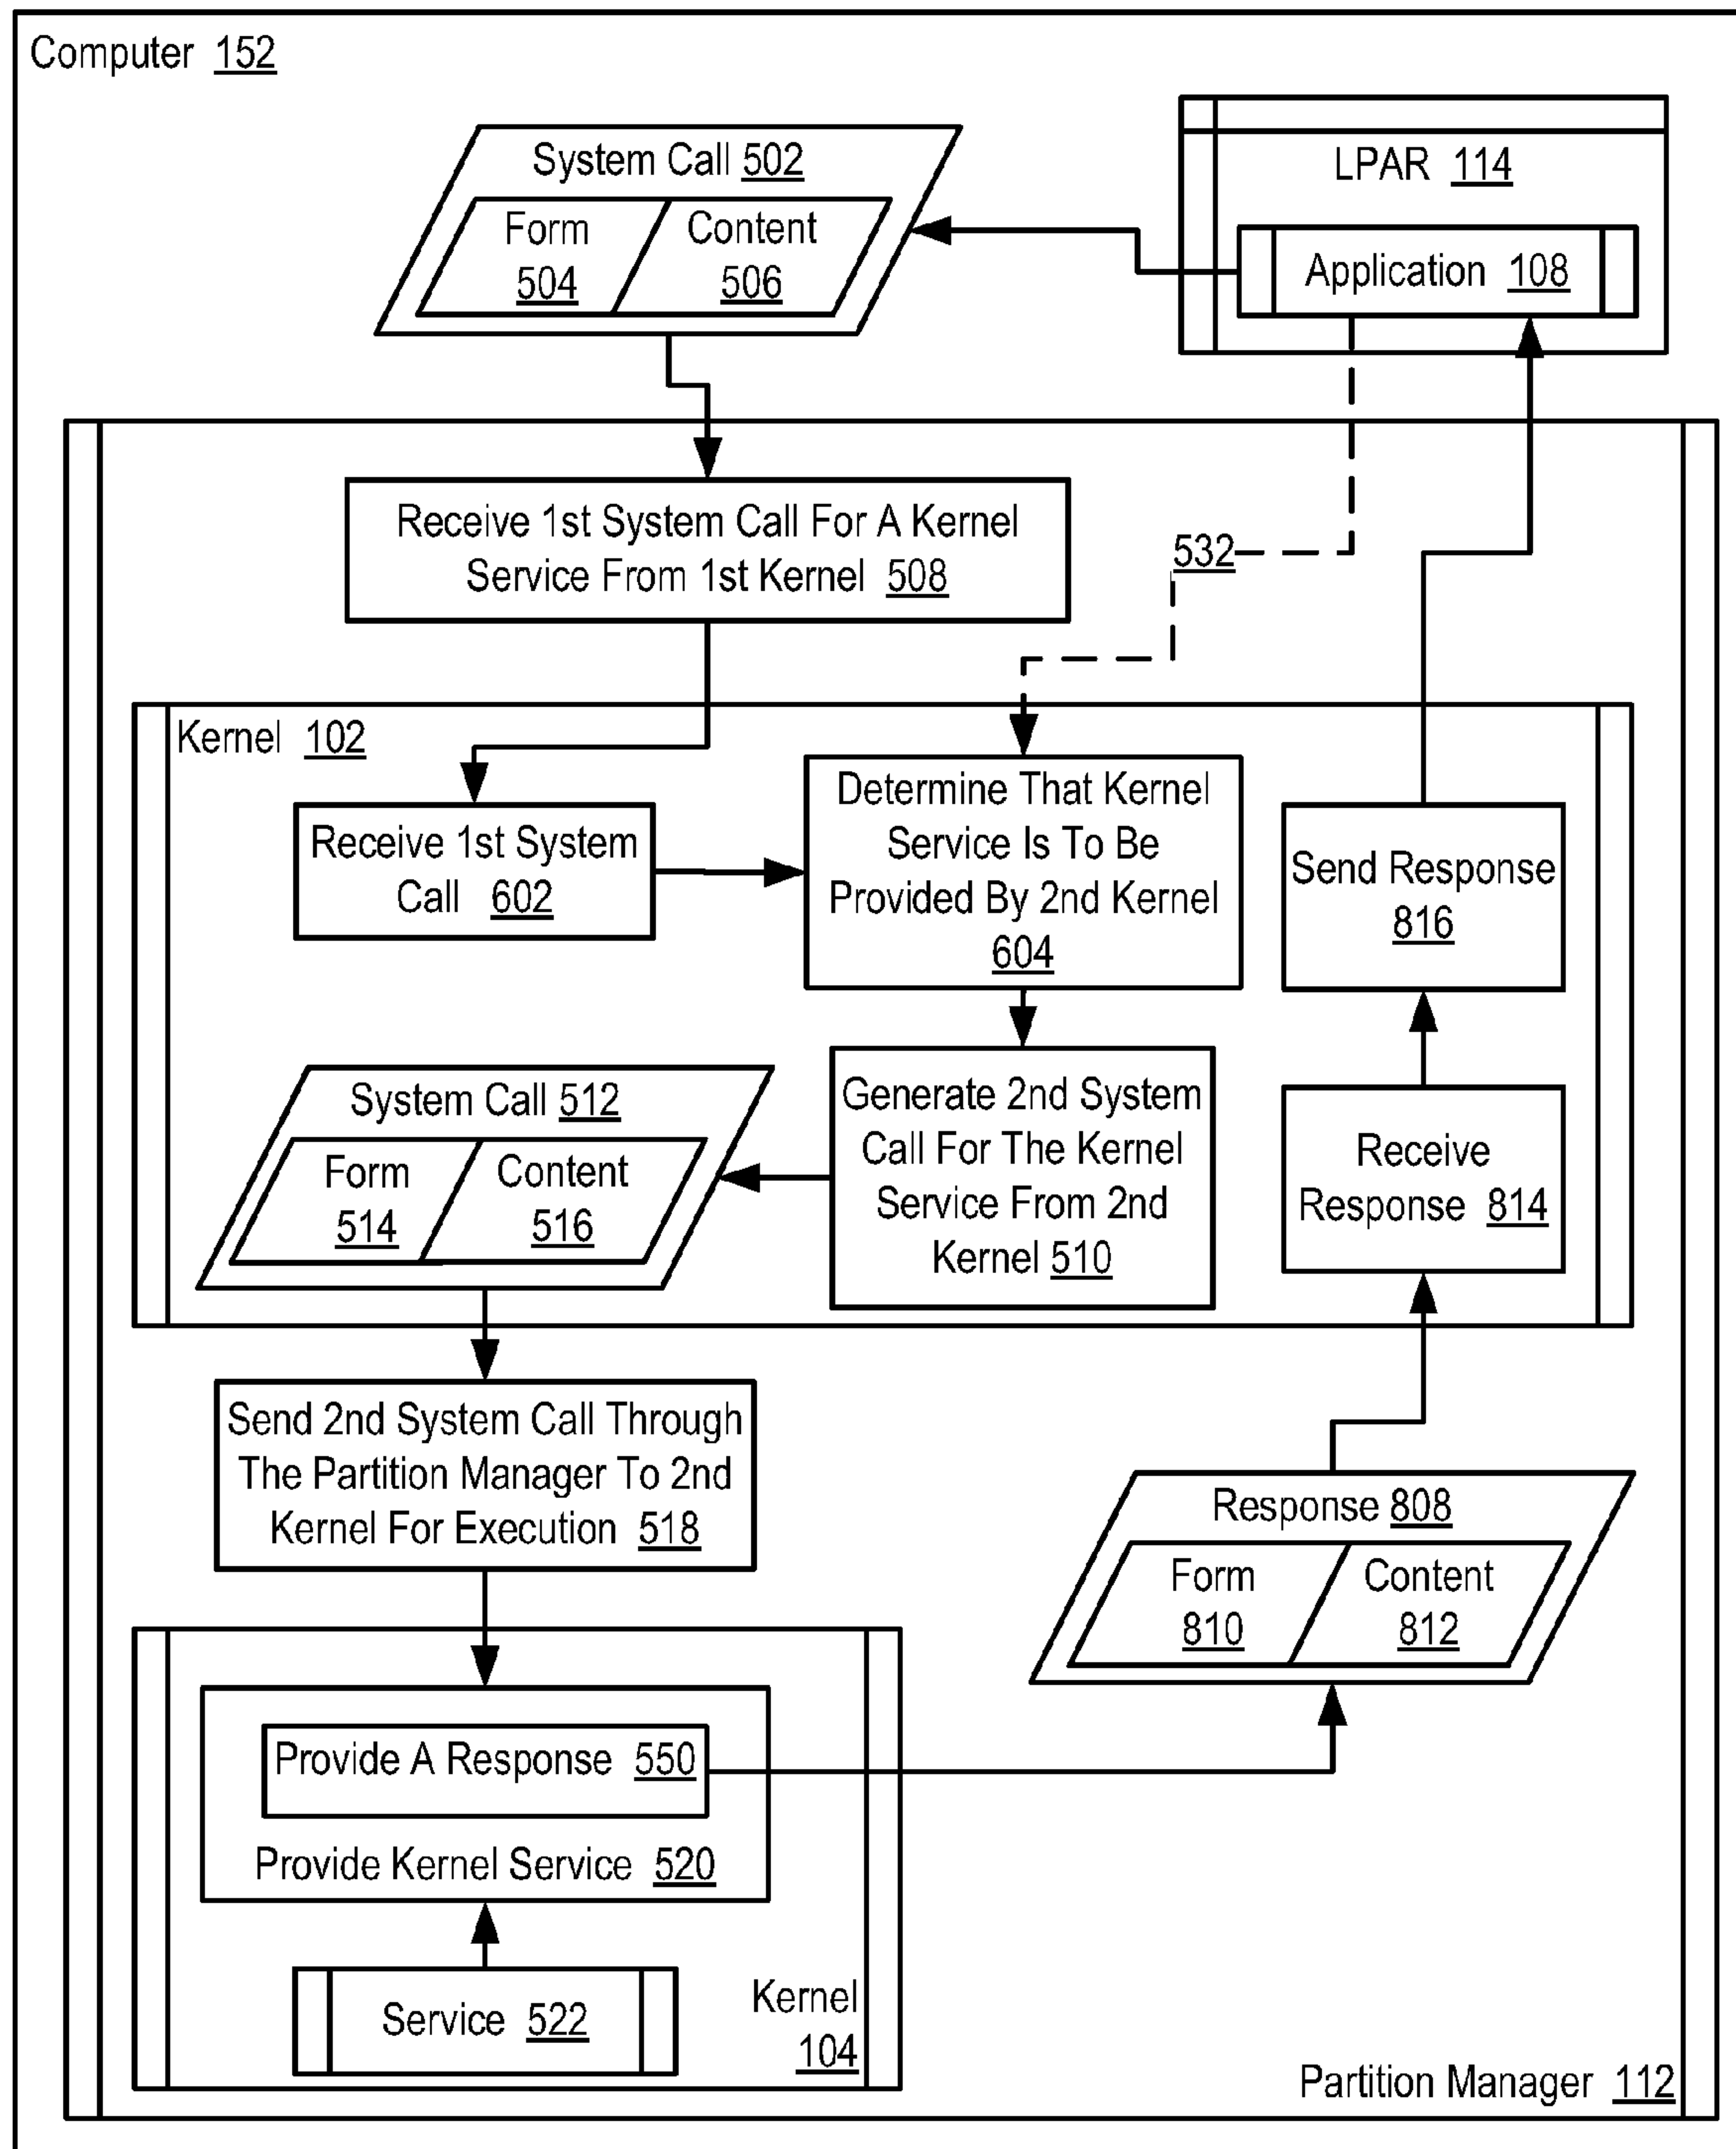 Computer 152
System Call 502
Form
504
Content
506
LPAR 114
Application 108
Receive 1st System Call For A Kernel
Service From 1st Kernel 508
532
Kernel 102
Receive 1st System
Call 602
Determine That Kernel
Service Is To Be
Provided By 2nd Kernel
604
Send Response
816
System Call 512
Form
514
Content
516
Generate 2nd System
Call For The Kernel
Service From 2nd
Kernel 510
Receive
Response 814
Send 2nd System Call Through
The Partition Manager To 2nd
Kernel For Execution 518
Response 808
Form
810
Content
812
Provide A Response 550
Provide Kernel Service 520
Service 522
Kernel
104
Partition Manager 112